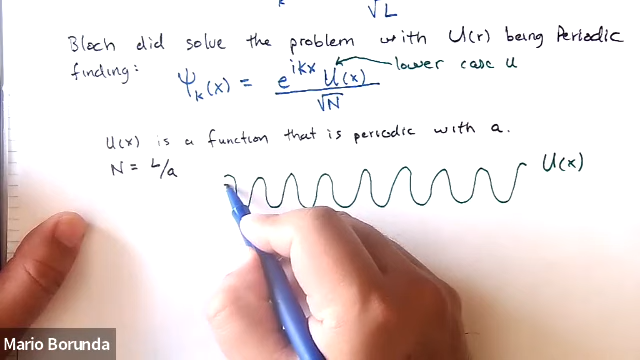 k
√L
Bloch did solve the problem with U(r) being Periodic
finding: ψₖ(x) = e^{ikx} U(x) / √N ← lower case u
U(x) is a function that is periodic with a.
N = L/a
U(x)
Mario Borunda